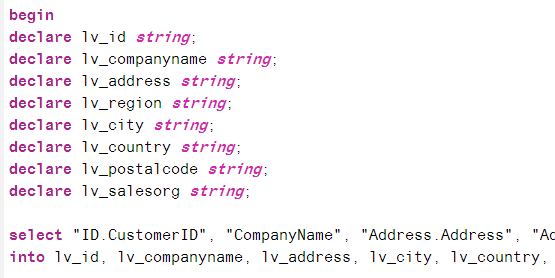 begin
declare lv_id string;
declare lv_companyname string;
declare lv_address string;
declare lv_region string;
declare lv_city string;
declare lv_country string;
declare lv_postalcode string;
declare lv_salesorg string;
select "ID.CustomerID", "CompanyName", "Address.Address", "Ac
into lv_id, lv_companyname, lv_address, lv_city, lv_country,